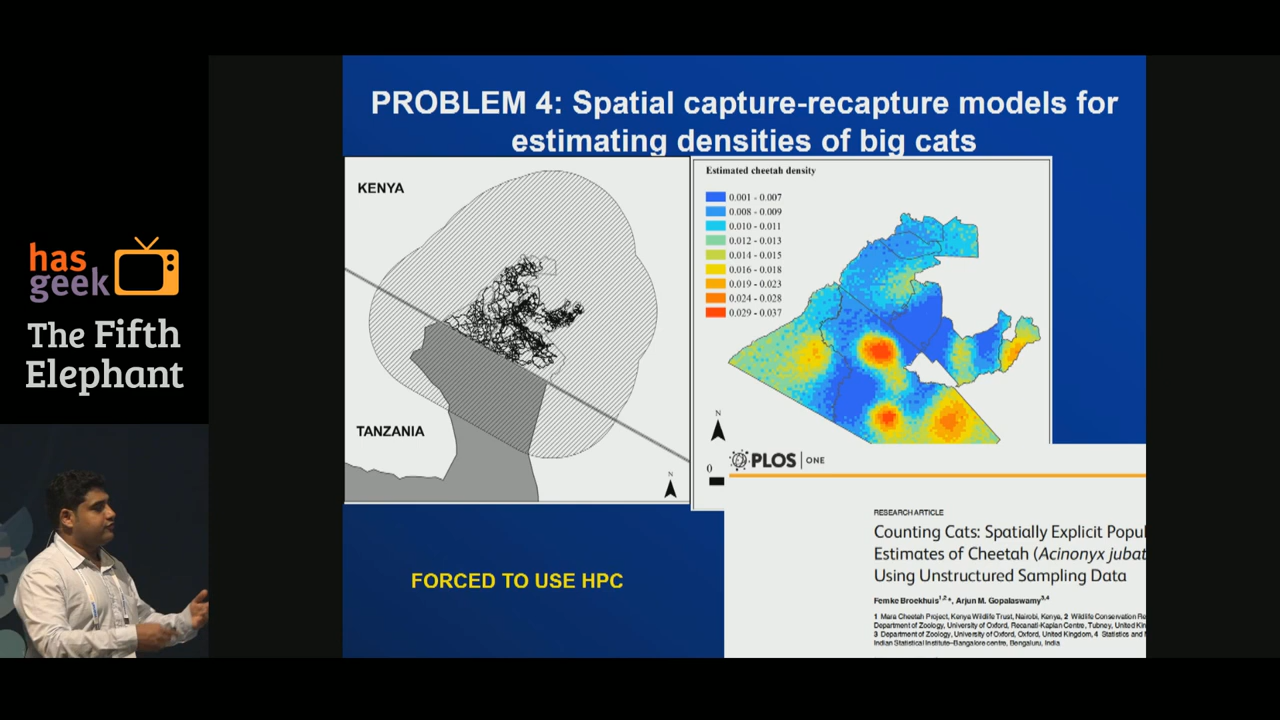 has
geek
The Fifth
Elephant
PROBLEM 4: Spatial capture-recapture models for
estimating densities of big cats
KENYA
TANZANIA
N
Estimated cheetah density
0.001 - 0.007
0.008 - 0.009
0.010 - 0.011
0.012 - 0.013
0.014 - 0.015
0.016 - 0.018
0.019 - 0.023
0.024 - 0.028
0.029 - 0.037
N
0
PLOS ONE
RESEARCH ARTICLE
Counting Cats: Spatially Explicit Popul
Estimates of Cheetah (Acinonyx jubat
Using Unstructured Sampling Data
Femke Broekhuis1,2*, Arjun M. Gopalaswamy3,4
1 Mara Cheetah Project, Kenya Wildlife Trust, Nairobi, Kenya, 2 Wildlife Conservation Re
Department of Zoology, University of Oxford, Recanati-Kaplan Centre, Tubney, United Kin
3 Department of Zoology, University of Oxford, Oxford, United Kingdom, 4 Statistics and
Indian Statistical Institute–Bangalore centre, Bengaluru, India
FORCED TO USE HPC